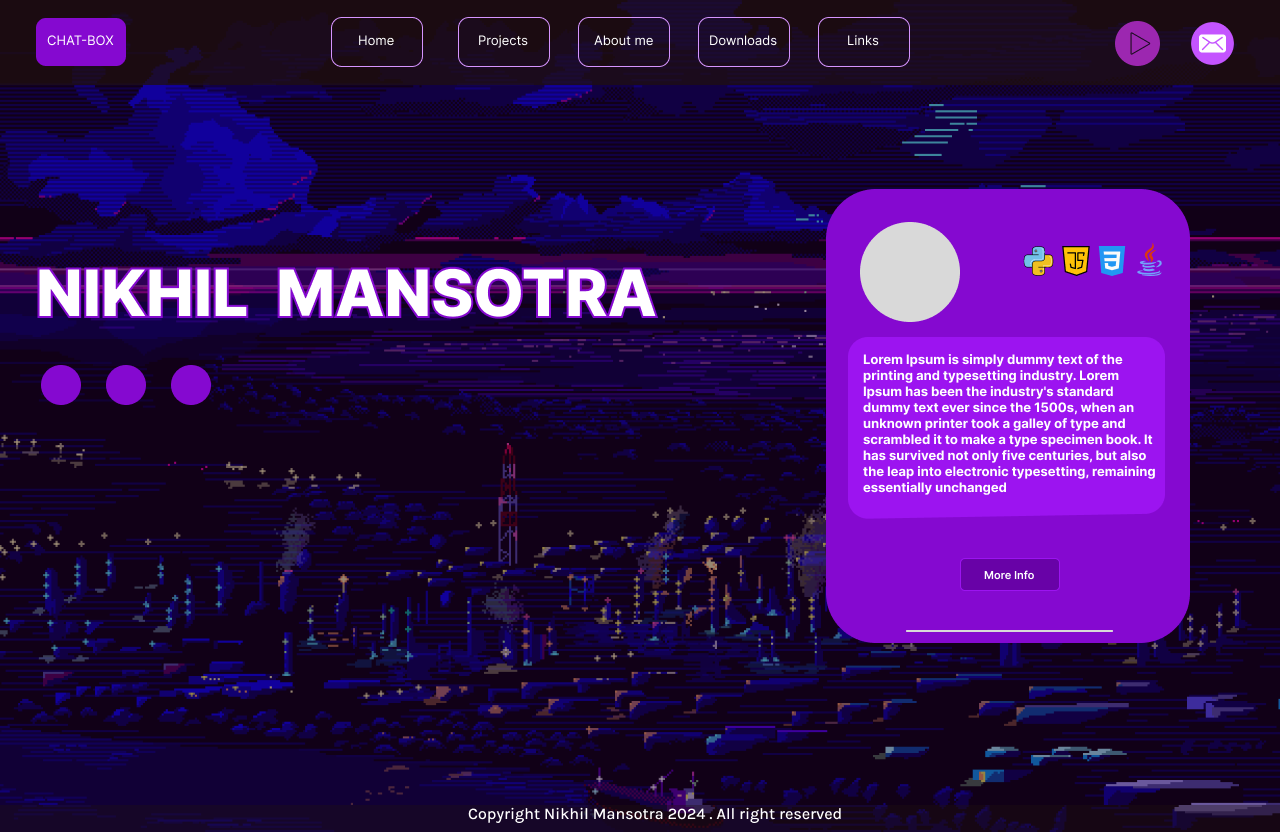 CHAT-BOX
Home
Projects
About me
Downloads
Links
NIKHIL MANSOTRA
JS
3
Lorem Ipsum is simply dummy text of the
printing and typesetting industry. Lorem
Ipsum has been the industry's standard
dummy text ever since the 1500s, when an
unknown printer took a galley of type and
scrambled it to make a type specimen book. It
has survived not only five centuries, but also
the leap into electronic typesetting, remaining
essentially unchanged
More Info
Copyright Nikhil Mansotra 2024 . All right reserved